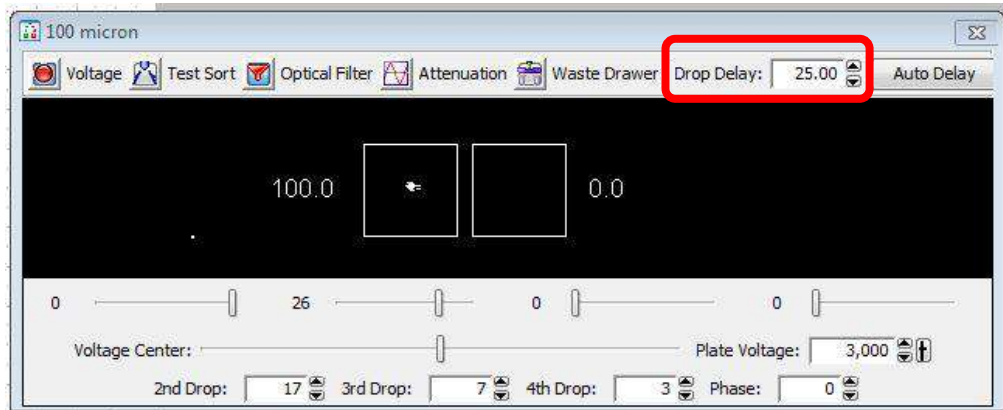 100 micron
Voltage Test Sort Optical Filter Attenuation Waste Drawer Drop Delay: 25.00 Auto Delay
100.0 0.0
0 26 0 0
Voltage Center: Plate Voltage: 3,000
2nd Drop: 17 3rd Drop: 7 4th Drop: 3 Phase: 0